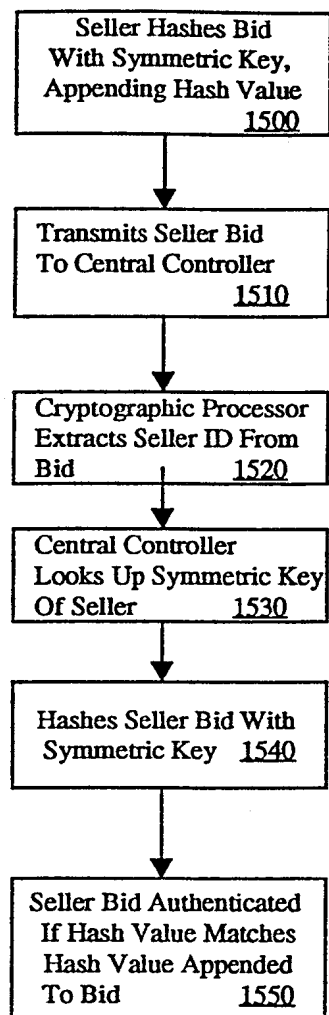 Seller Hashes Bid
With Symmetric Key,
Appending Hash Value
1500
Transmits Seller Bid
To Central Controller
1510
Cryptographic Processor
Extracts Seller ID From
Bid 1520
Central Controller
Looks Up Symmetric Key
Of Seller 1530
Hashes Seller Bid With
Symmetric Key 1540
Seller Bid Authenticated
If Hash Value Matches
Hash Value Appended
To Bid 1550